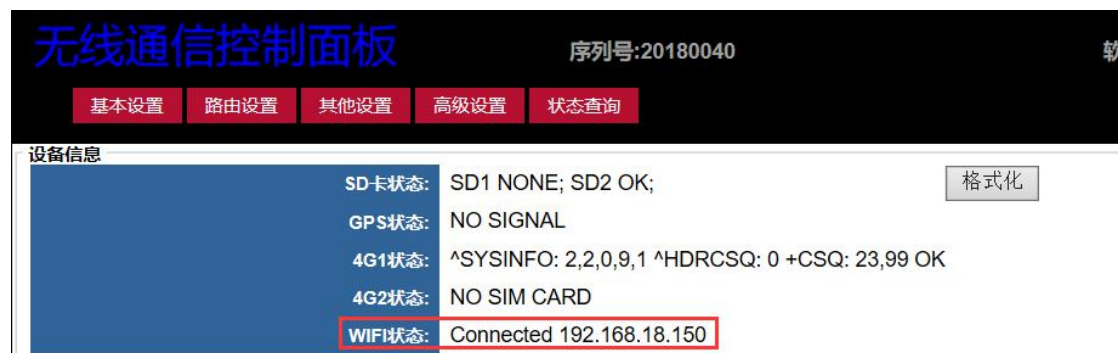 无线通信控制面板 序列号:20180040 软
基本设置 路由设置 其他设置 高级设置 状态查询
设备信息
SD卡状态: SD1 NONE; SD2 OK; 格式化
GPS状态: NO SIGNAL
4G1状态: ^SYSINFO: 2,2,0,9,1 ^HDRCSQ: 0 +CSQ: 23,99 OK
4G2状态: NO SIM CARD
WIFI状态: Connected 192.168.18.150